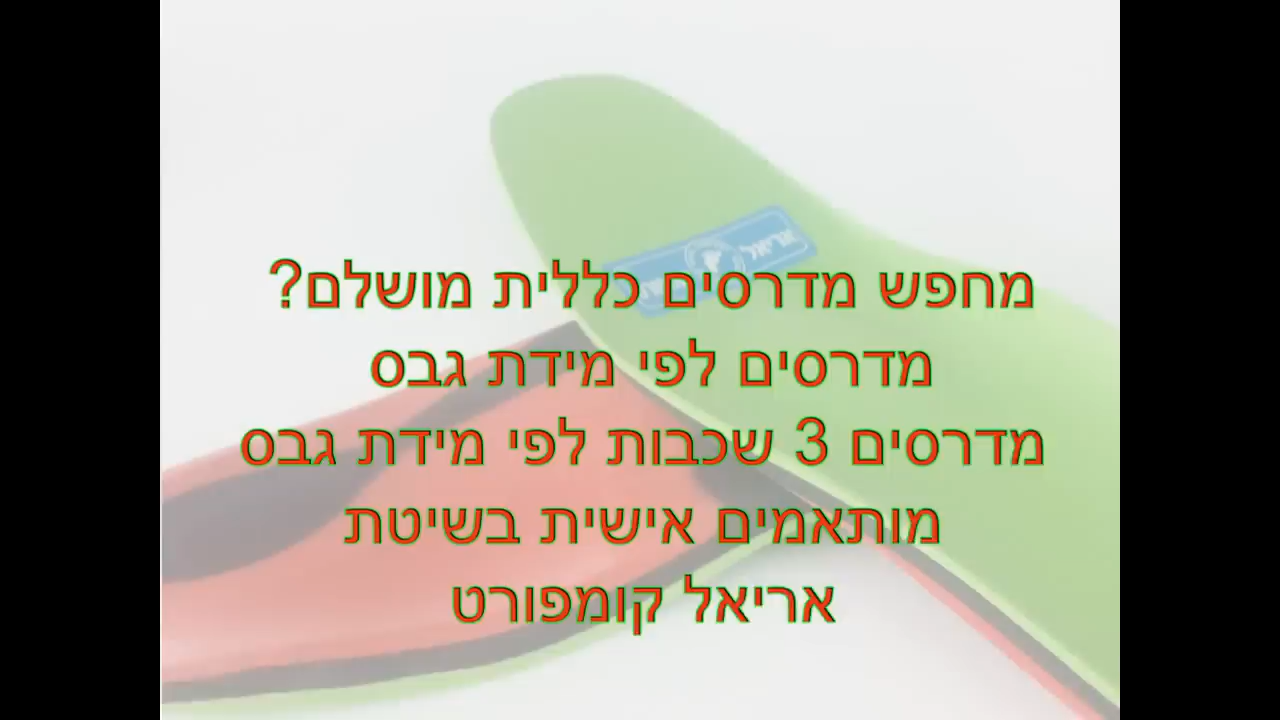 אריאל
מחפש מדרסים כללית מושלם?
מדרסים לפי מידת גבס
מדרסים 3 שכבות לפי מידת גבס
מותאמים אישית בשיטת
אריאל קומפורט